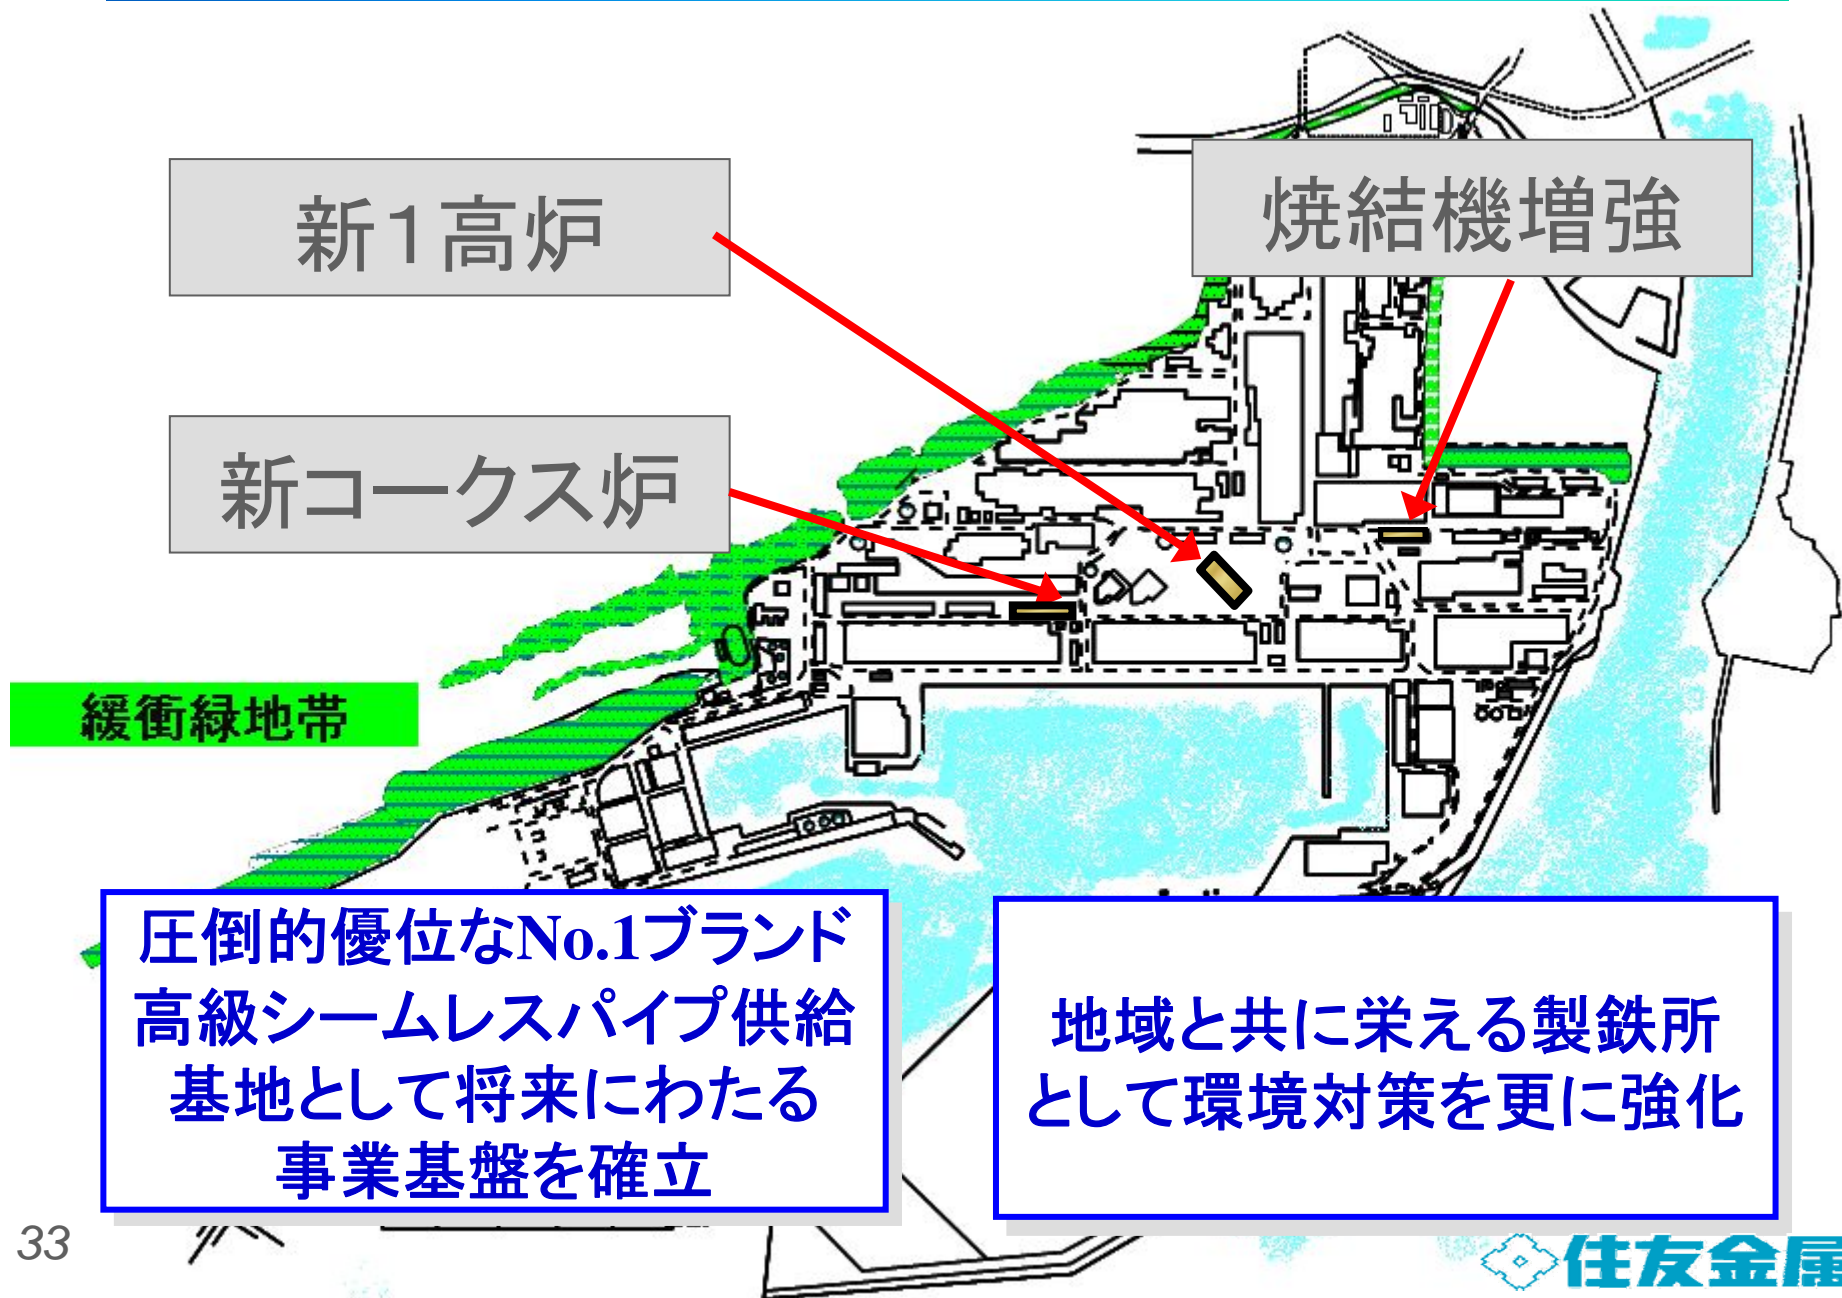 新1高炉
焼結機増強
新コークス炉
緩衝緑地帯
圧倒的優位なNo.1ブランド
高級シームレスパイプ供給
基地として将来にわたる
事業基盤を確立
地域と共に栄える製鉄所
として環境対策を更に強化
33
住友金属